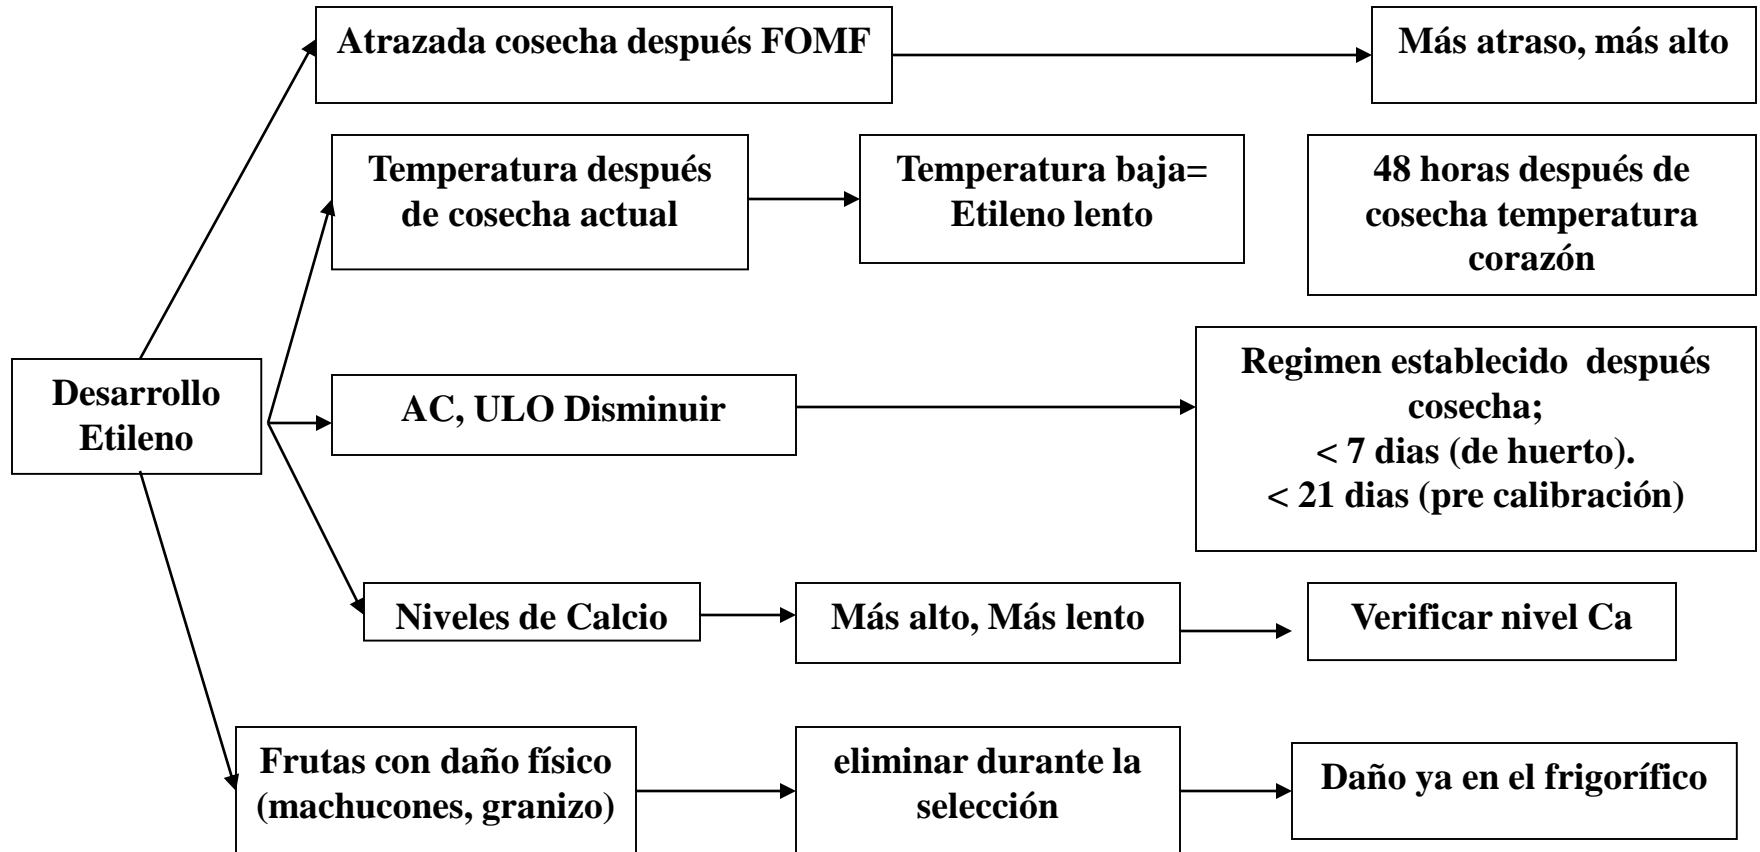 Atrazada cosecha después FOMF
Más atraso, más alto
Temperatura después
de cosecha actual
Temperatura baja=
Etileno lento
48 horas después de
cosecha temperatura
corazón
Desarrollo
Etileno
AC, ULO Disminuir
Regimen establecido después
cosecha;
< 7 dias (de huerto).
< 21 dias (pre calibración)
Niveles de Calcio
Más alto, Más lento
Verificar nivel Ca
Frutas con daño físico
(machucones, granizo)
eliminar durante la
selección
Daño ya en el frigorífico